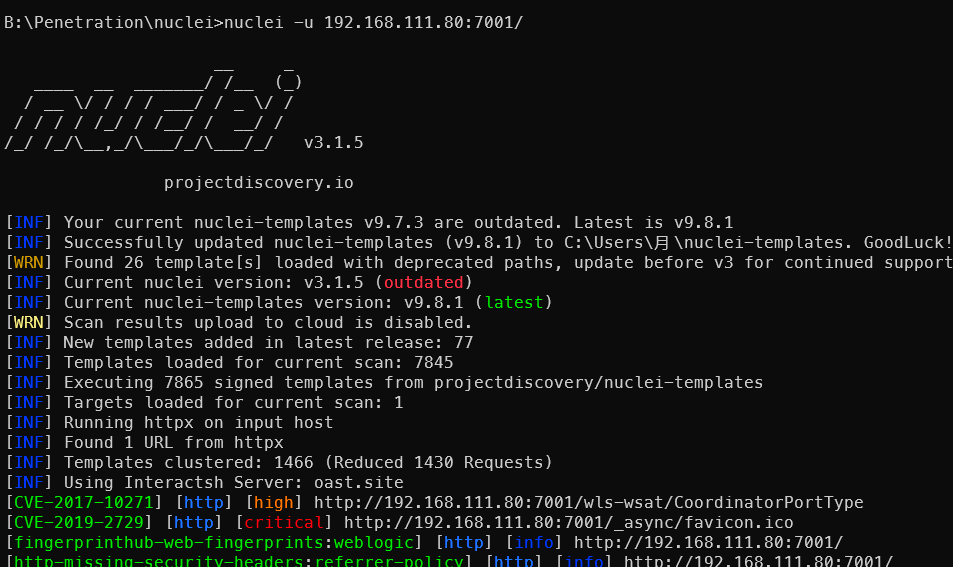 B:\Penetration\nuclei>nuclei -u 192.168.111.80:7001/
                     __     _
   ____  __  _______/ /__  (_)
  / __ \/ / / / ___/ / _ \/ /
 / / / / /_/ / /__/ /  __/ /
/_/ /_/\__,_/\___/_/\___/_/   v3.1.5
projectdiscovery.io
[INF] Your current nuclei-templates v9.7.3 are outdated. Latest is v9.8.1
[INF] Successfully updated nuclei-templates (v9.8.1) to C:\Users\月\nuclei-templates. GoodLuck!
[WRN] Found 26 template[s] loaded with deprecated paths, update before v3 for continued support
[INF] Current nuclei version: v3.1.5 (outdated)
[INF] Current nuclei-templates version: v9.8.1 (latest)
[WRN] Scan results upload to cloud is disabled.
[INF] New templates added in latest release: 77
[INF] Templates loaded for current scan: 7845
[INF] Executing 7865 signed templates from projectdiscovery/nuclei-templates
[INF] Targets loaded for current scan: 1
[INF] Running httpx on input host
[INF] Found 1 URL from httpx
[INF] Templates clustered: 1466 (Reduced 1430 Requests)
[INF] Using Interactsh Server: oast.site
[CVE-2017-10271] [http] [high] http://192.168.111.80:7001/wls-wsat/CoordinatorPortType
[CVE-2019-2729] [http] [critical] http://192.168.111.80:7001/_async/favicon.ico
[fingerprinthub-web-fingerprints:weblogic] [http] [info] http://192.168.111.80:7001/
[http-missing-security-headers:referrer-policy] [http] [info] http://192.168.111.80:7001/